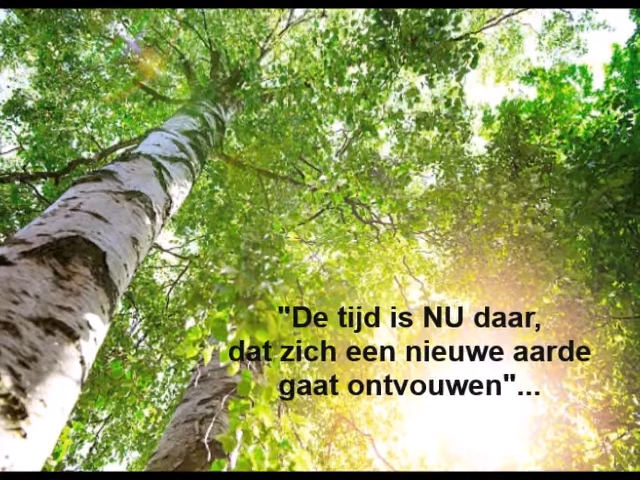 "De tijd is NU daar,
dat zich een nieuwe aarde
gaat ontvouwen"...